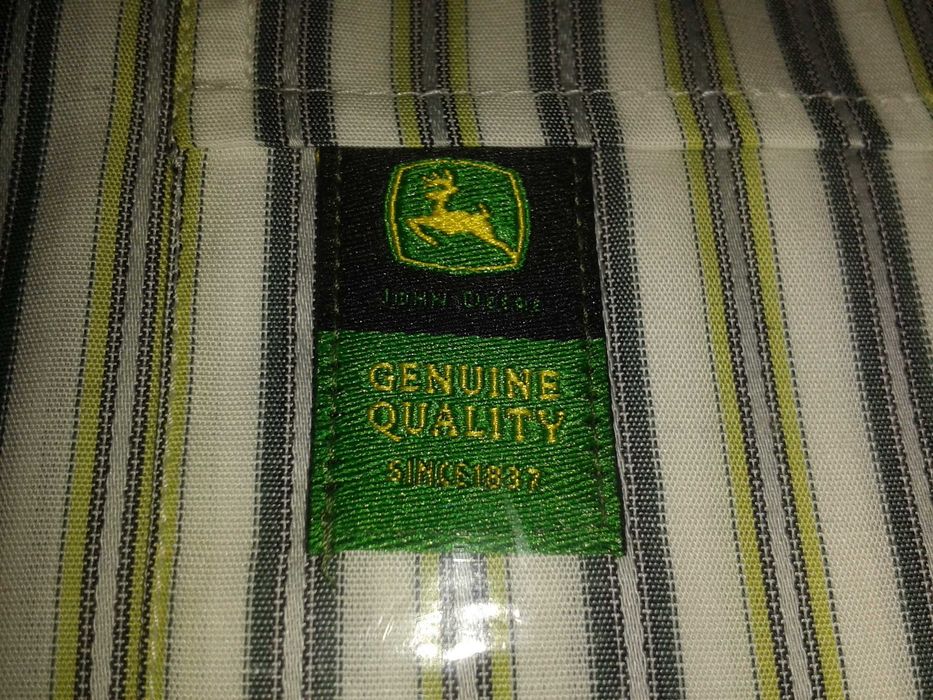 JOHN DEERE
GENUINE
QUALITY
SINCE 1837